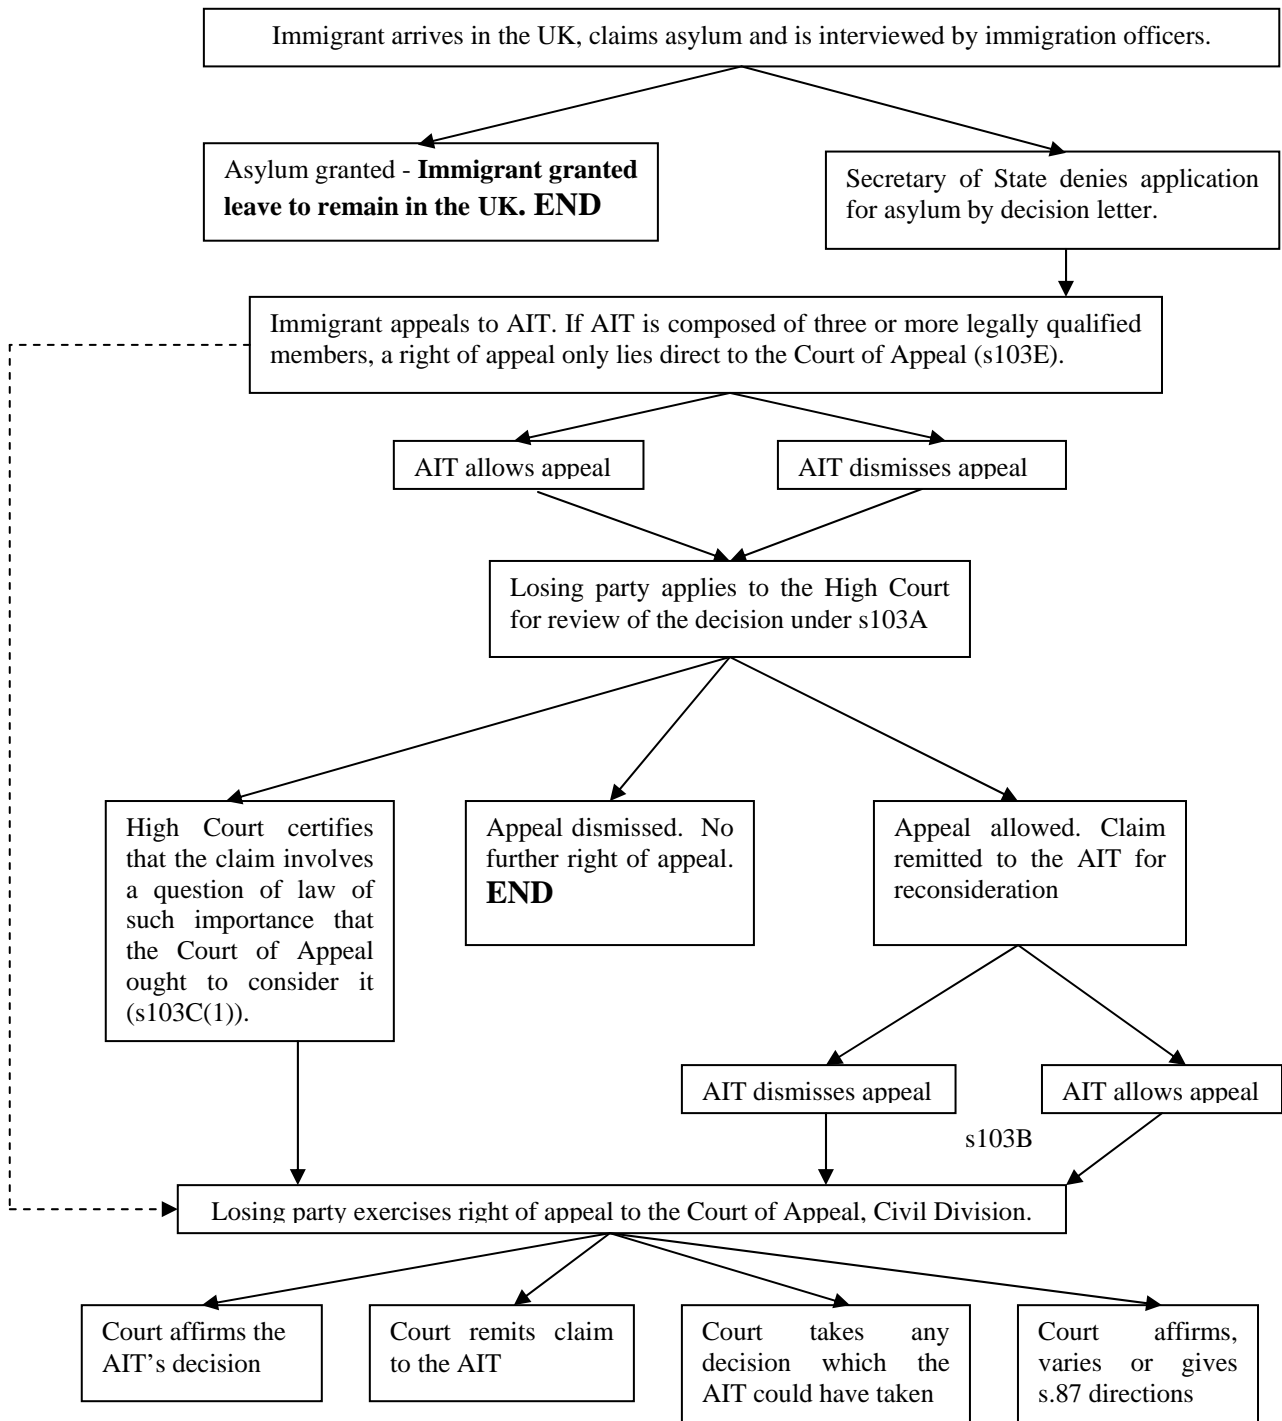 Immigrant arrives in the UK, claims asylum and is interviewed by immigration officers.
Asylum granted - Immigrant granted
leave to remain in the UK. END
Secretary of State denies application
for asylum by decision letter.
Immigrant appeals to AIT. If AIT is composed of three or more legally qualified
members, a right of appeal only lies direct to the Court of Appeal (s103E).
AIT allows appeal
AIT dismisses appeal
Losing party applies to the High Court
for review of the decision under s103A
High Court certifies
that the claim involves
a question of law of
such importance that
the Court of Appeal
ought to consider it
(s103C(1)).
Appeal dismissed. No
further right of appeal.
END
Appeal allowed. Claim
remitted to the AIT for
reconsideration
AIT dismisses appeal
AIT allows appeal
s103B
Losing party exercises right of appeal to the Court of Appeal, Civil Division.
Court affirms the
AIT's decision
Court remits claim
to the AIT
Court takes any
decision which the
AIT could have taken
Court affirms,
varies or gives
s.87 directions